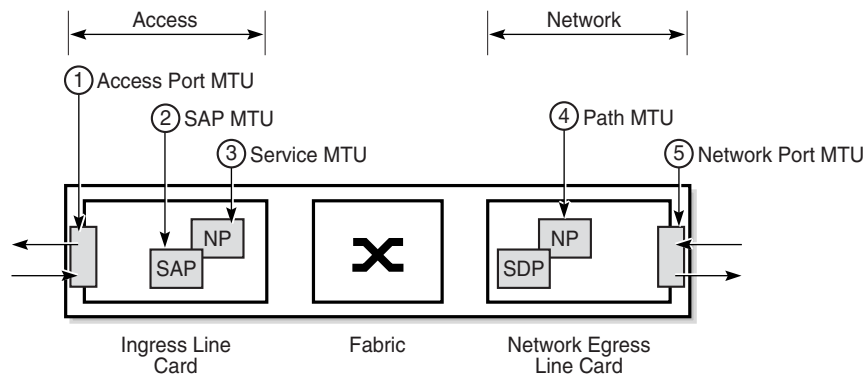 Access
Network
1 Access Port MTU
2 SAP MTU
3 Service MTU
4 Path MTU
5 Network Port MTU
NP
SAP
NP
SDP
Ingress Line
Card
Fabric
Network Egress
Line Card